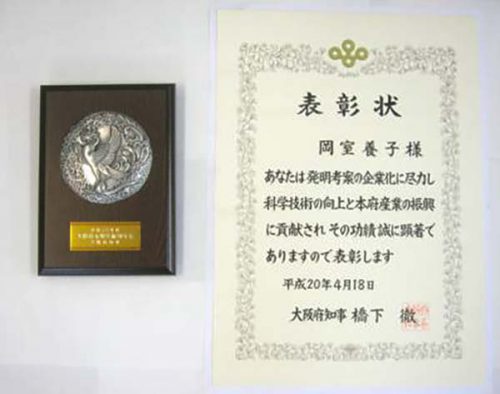 表彰状
岡室養子様
あなたは発明考案の企業化に尽力し
科学技術の向上と本府産業の振興
に貢献され その功績誠に顕著で
ありますので表彰します
平成20年4月18日
大阪府知事 橋下 徹